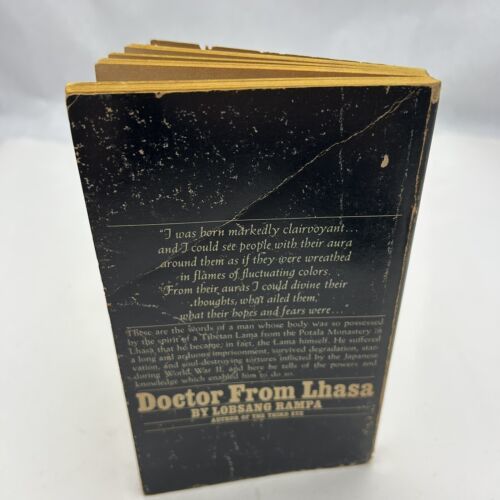 "I was born markedly clairvoyant...
and I could see people with their aura
around them as if they were wreathed
in flames of fluctuating colors.
"From their auras I could divine their
thoughts, what ailed them,
what their hopes and fears were...
These are the words of a man whose body was so possessed
by the spirit of a Tibetan Lama from the Potala Monastery in
Lhasa that he became, in fact, the Lama himself. He suffered
a long and arduous imprisonment, survived degradation, star-
vation, and soul-destroying tortures inflicted by the Japanese
during World War II, and here he tells of the powers and
knowledge which enabled him to do so.
Doctor From Lhasa
BY LOBSANG RAMPA
AUTHOR OF THE THIRD EYE